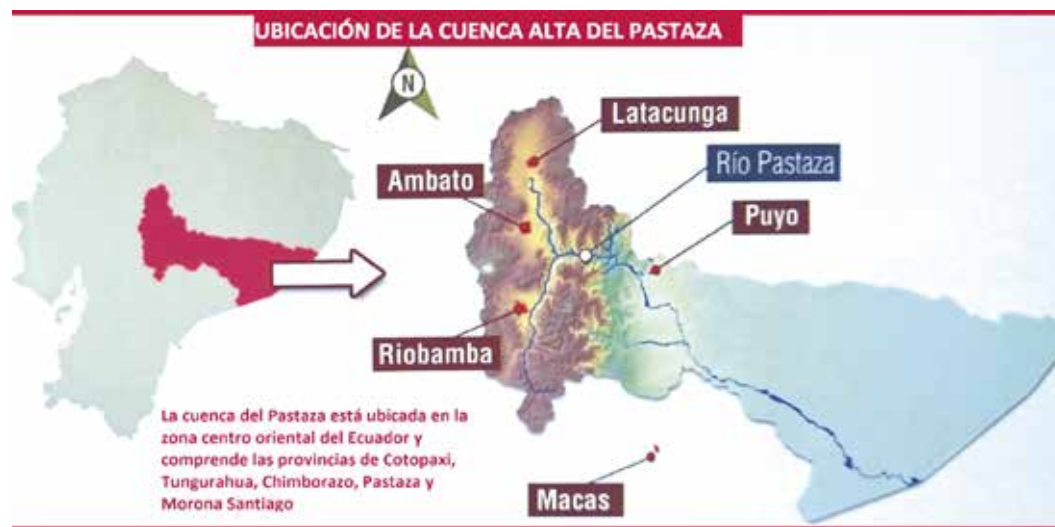 UBICACIÓN DE LA CUENCA ALTA DEL PASTAZA
N
Latacunga
Río Pastaza
Ambato
Puyo
Riobamba
La cuenca del Pastaza está ubicada en la
zona centro oriental del Ecuador y
comprende las provincias de Cotopaxi,
Tungurahua, Chimborazo, Pastaza y
Morona Santiago
Macas